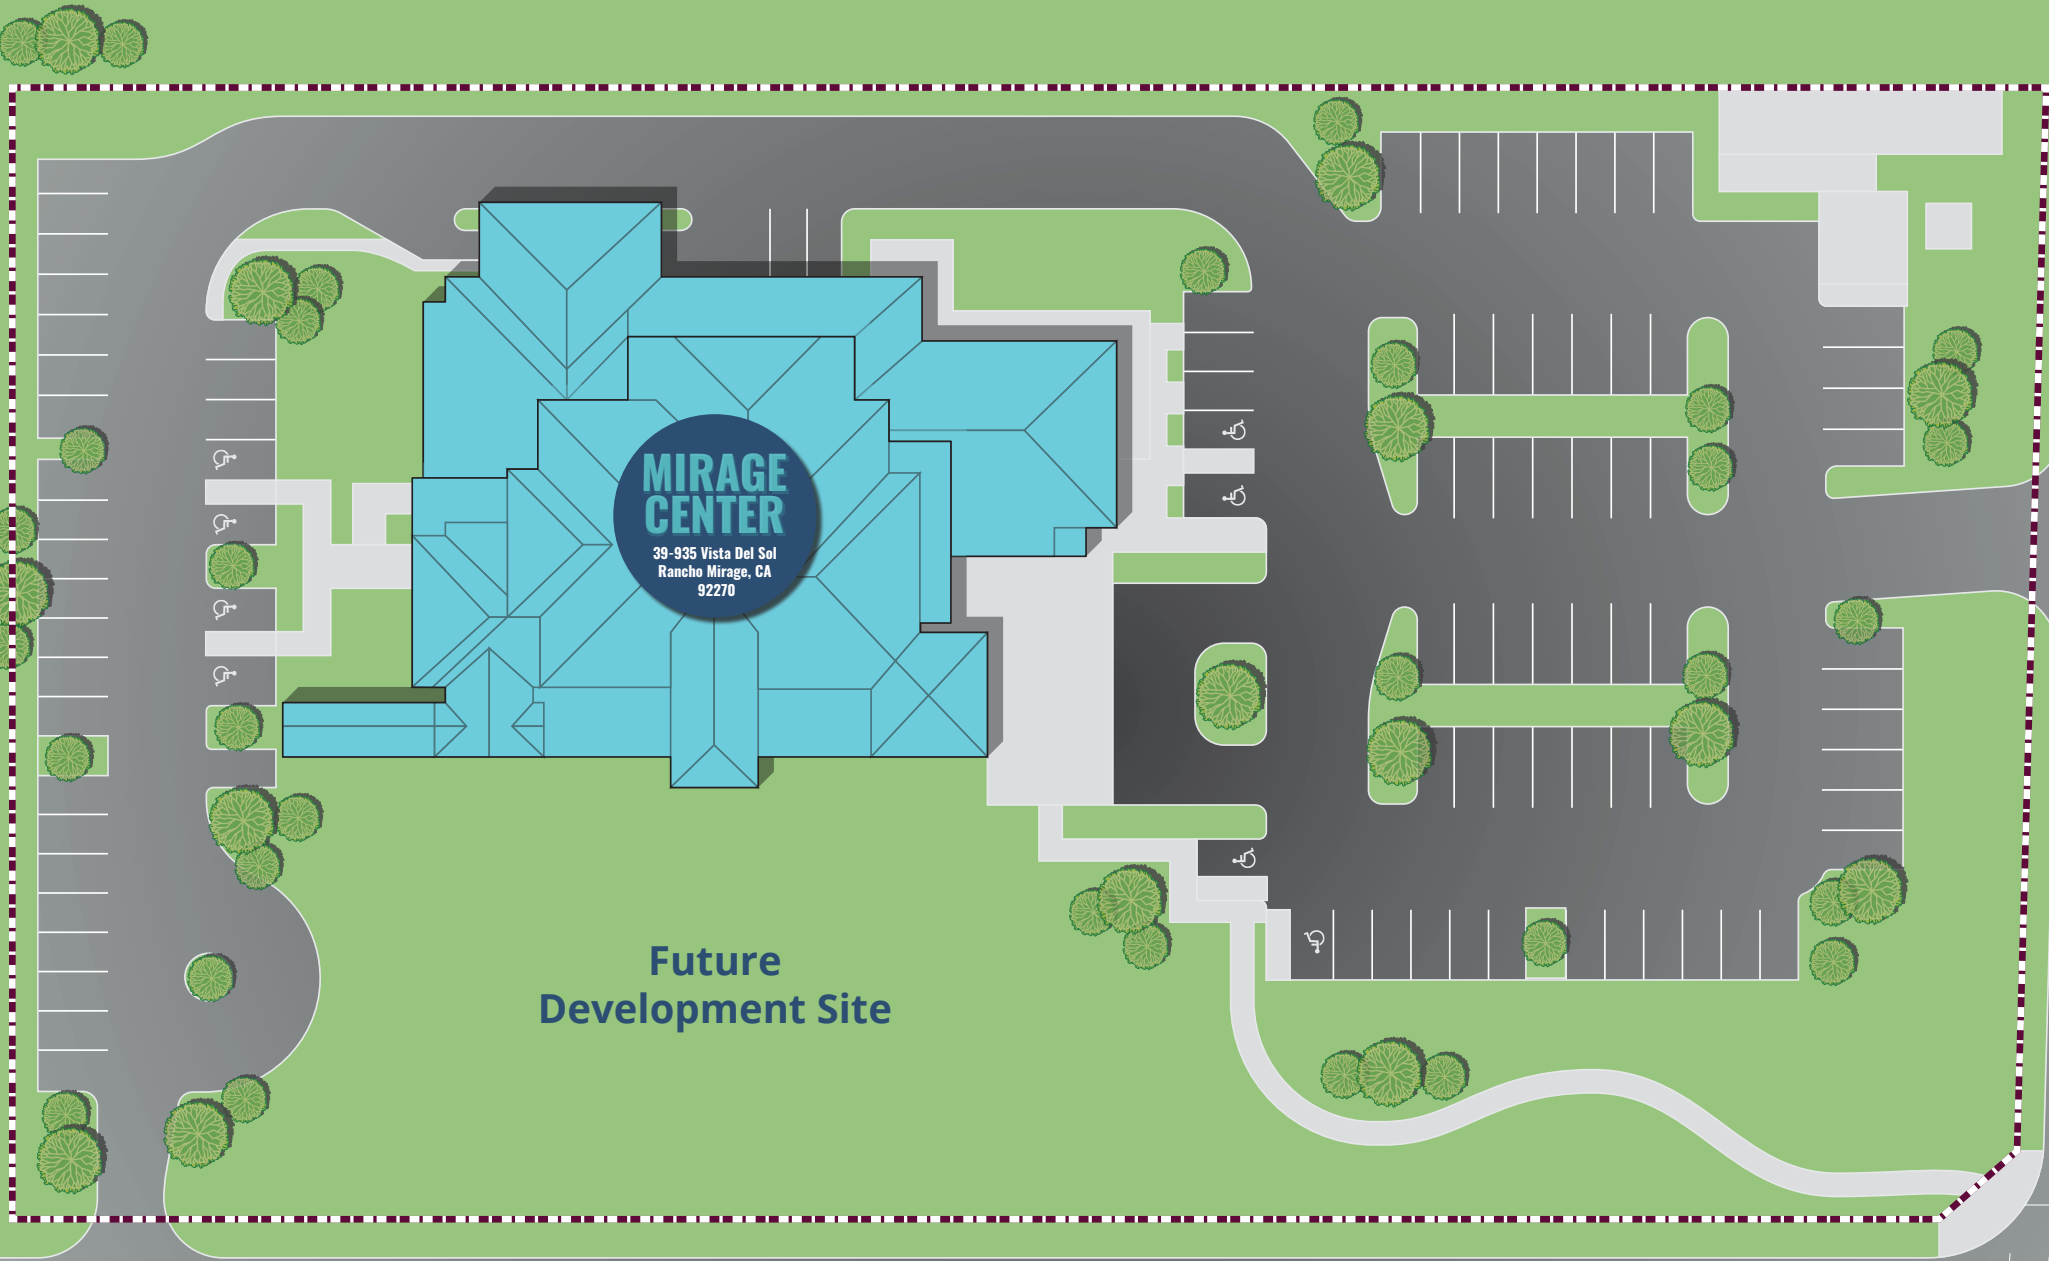 MIRAGE
CENTER
39-935 Vista Del Sol
Rancho Mirage, CA
92270
Future
Development Site